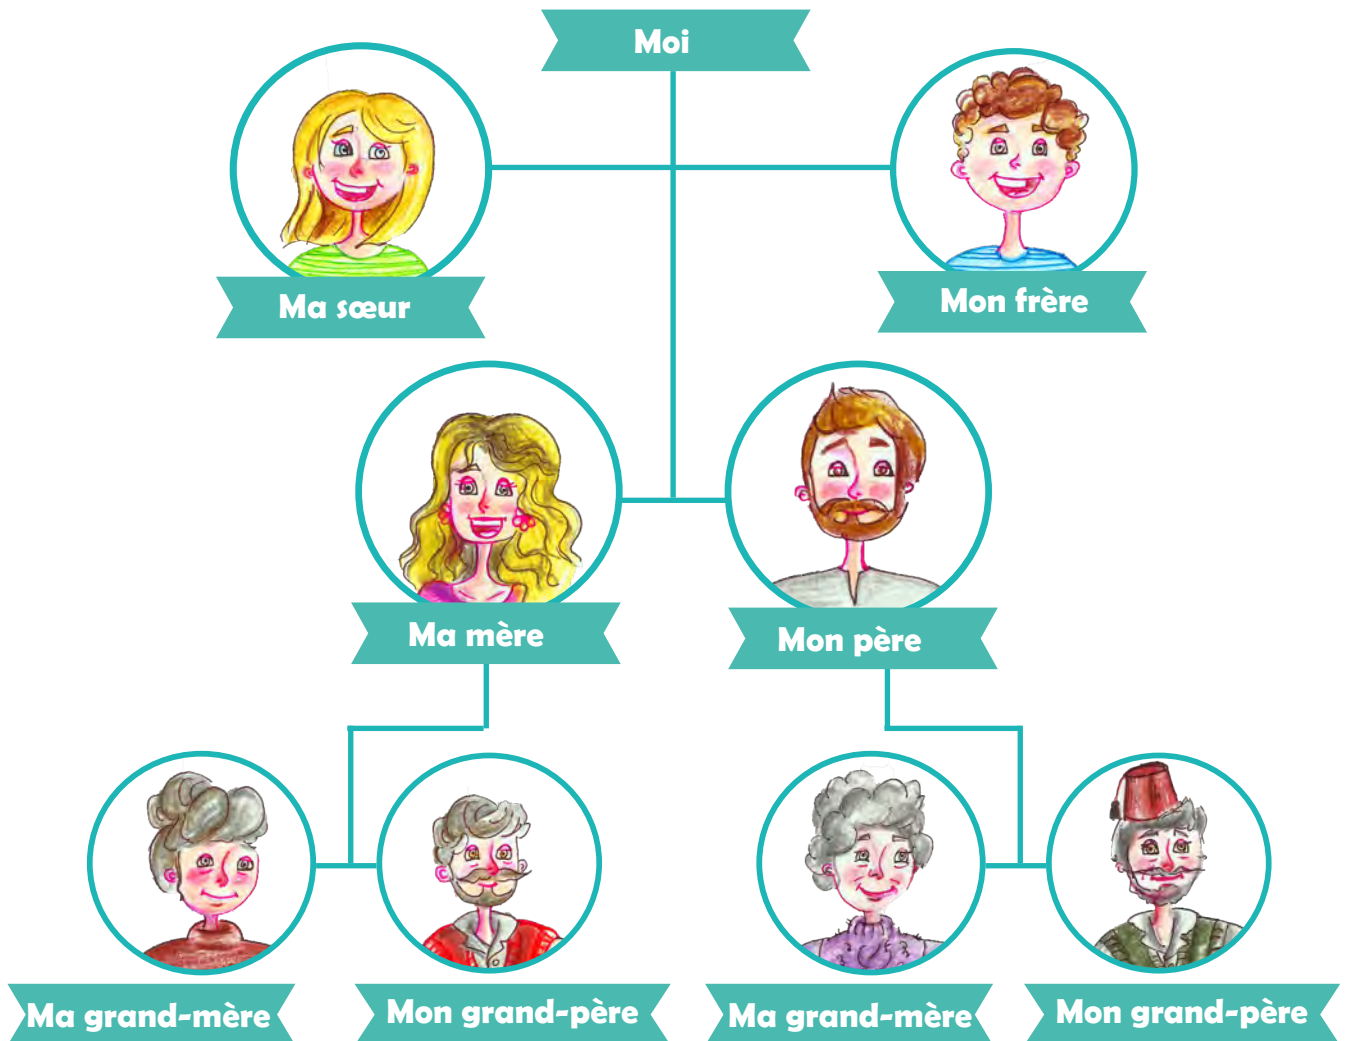 Moi
Ma sœur
Mon frère
Ma mère
Mon père
Ma grand-mère
Mon grand-père
Ma grand-mère
Mon grand-père